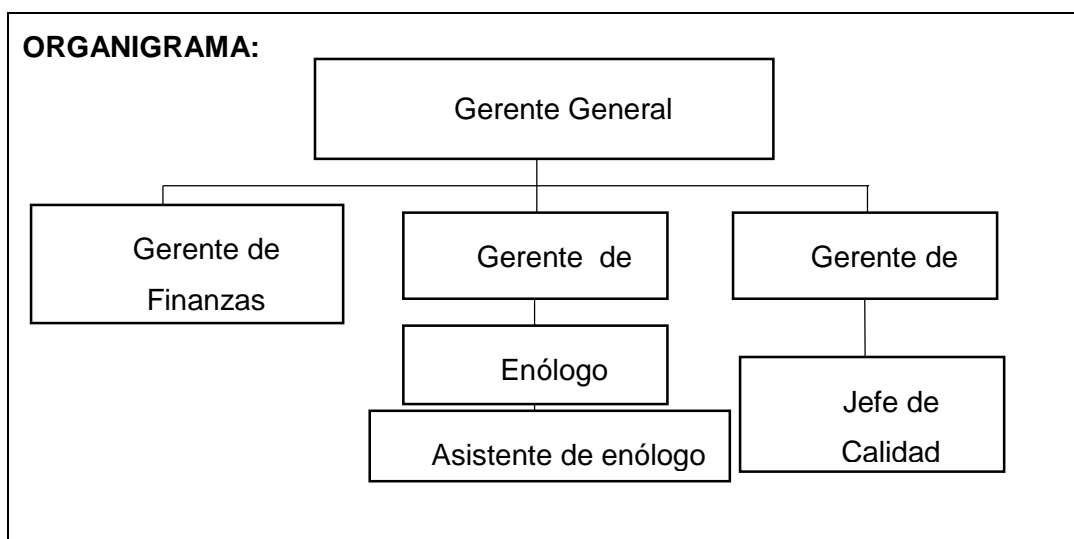 ORGANIGRAMA:
Gerente General
Gerente de
Finanzas
Gerente de
Gerente de
Enólogo
Asistente de enólogo
Jefe de
Calidad